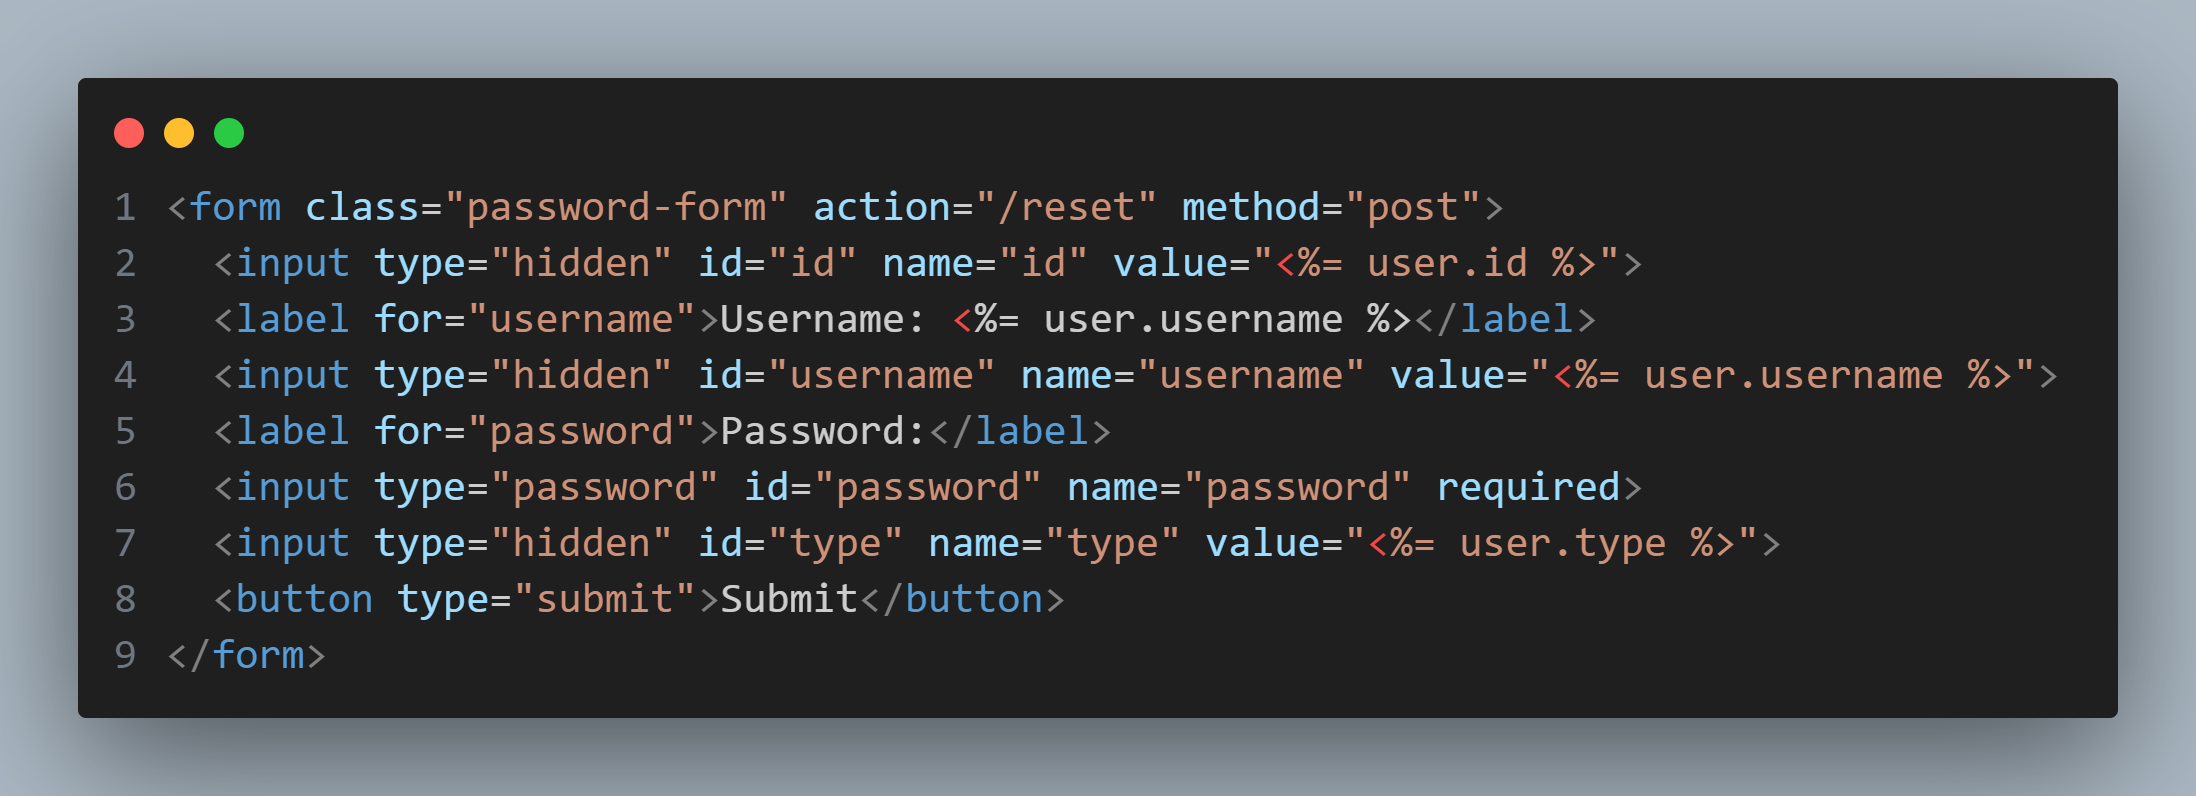 1 <form class="password-form" action="/reset" method="post">
2   <input type="hidden" id="id" name="id" value="<%= user.id %>">
3   <label for="username">Username: <%= user.username %></label>
4   <input type="hidden" id="username" name="username" value="<%= user.username %>">
5   <label for="password">Password:</label>
6   <input type="password" id="password" name="password" required>
7   <input type="hidden" id="type" name="type" value="<%= user.type %>">
8   <button type="submit">Submit</button>
9 </form>